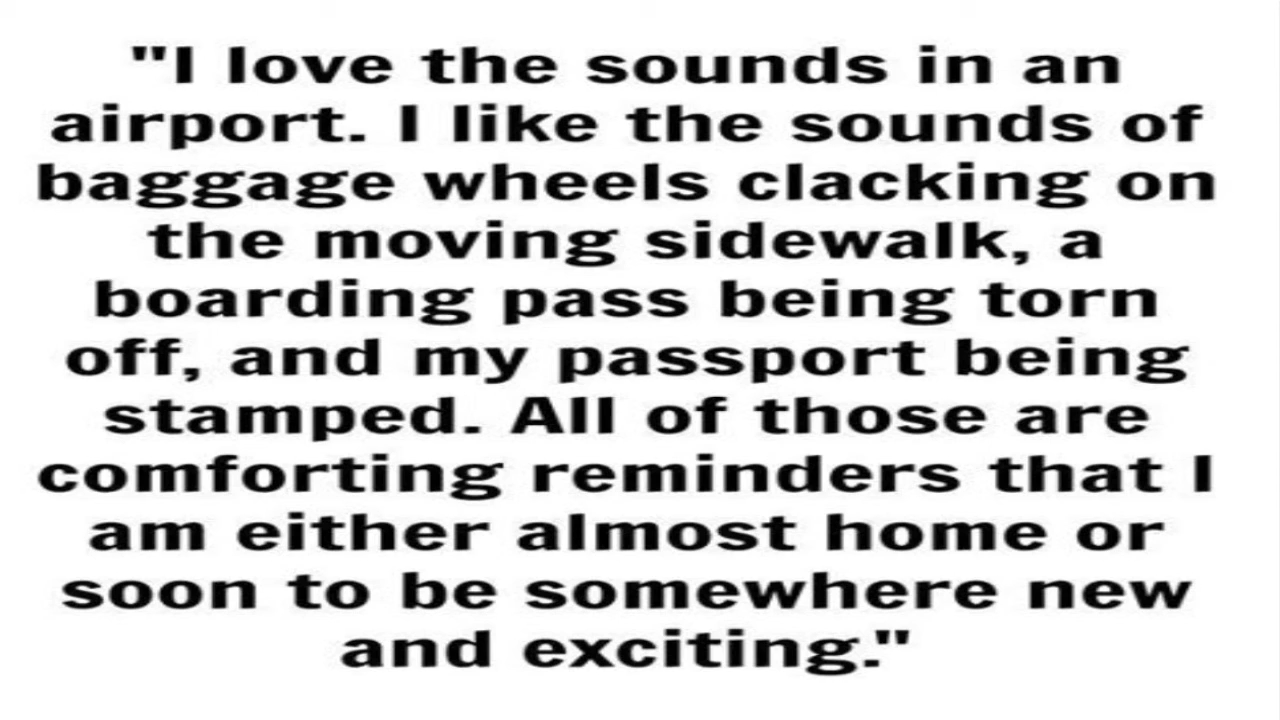 "I love the sounds in an
airport. I like the sounds of
baggage wheels clacking on
the moving sidewalk, a
boarding pass being torn
off, and my passport being
stamped. All of those are
comforting reminders that I
am either almost home or
soon to be somewhere new
and exciting."